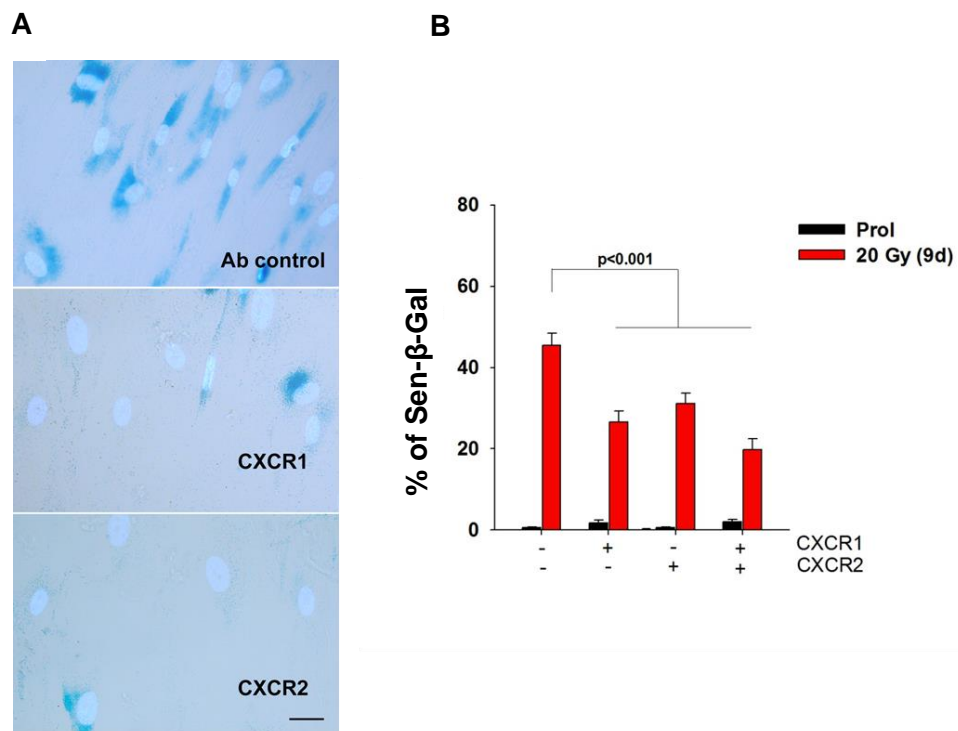 A
B
Ab control
CXCR1
CXCR2
% of Sen-β-Gal
80
60
40
20
0
p<0.001
Prol
20 Gy (9d)
- + - + CXCR1
- - + + CXCR2